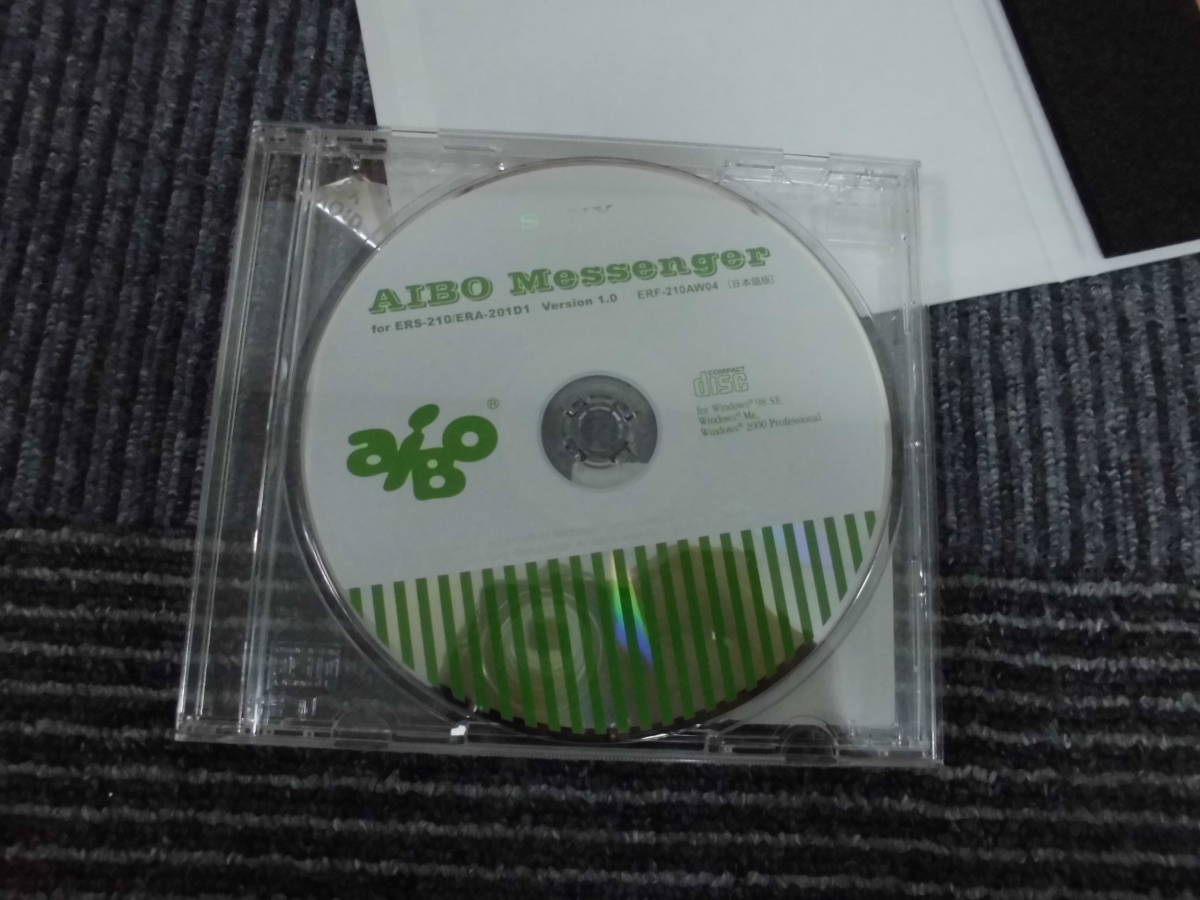 AIBO Messenger
for ERS-210/ERA-201D1 Version 1.0 ERF-210AW04 [日本語版]
COMPACT
disc
for Windows® 98 SE,
Windows® Me,
Windows® 2000 Professional
aiBo®